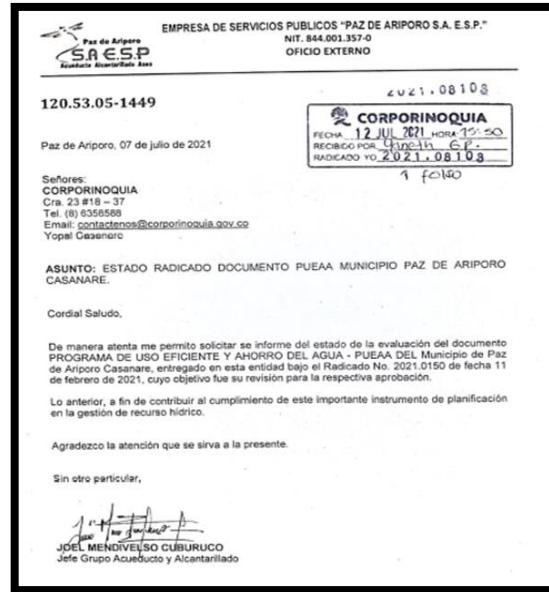 EMPRESA DE SERVICIOS PUBLICOS "PAZ DE ARIPORO S.A. E.S.P."
NIT. 844.001.357-0
OFICIO EXTERNO
Paz de Ariporo
S.A E.S.P
Acueducto Alcantarillado Aseo
2021.08103
120.53.05-1449
CORPORINOQUIA
FECHA 12 JUL 2021 HORA 15:50
RECIBIDO POR G.P.
RADICADO YO 2021.08103
1 folio
Paz de Ariporo, 07 de julio de 2021
Señores:
CORPORINOQUIA
Cra. 23 #18 – 37
Tel. (8) 6358588
Email: contactenos@corporinoquia.gov.co
Yopal Casanare
ASUNTO: ESTADO RADICADO DOCUMENTO PUEAA MUNICIPIO PAZ DE ARIPORO
CASANARE.
Cordial Saludo,
De manera atenta me permito solicitar se informe del estado de la evaluación del documento
PROGRAMA DE USO EFICIENTE Y AHORRO DEL AGUA - PUEAA DEL Municipio de Paz
de Ariporo Casanare, entregado en esta entidad bajo el Radicado No. 2021.0150 de fecha 11
de febrero de 2021, cuyo objetivo fue su revisión para la respectiva aprobación.
Lo anterior, a fin de contribuir al cumplimiento de este importante instrumento de planificación
en la gestión de recurso hídrico.
Agradezco la atención que se sirva a la presente.
Sin otro particular,
JOEL MENDIVELSO CUBURUCO
Jefe Grupo Acueducto y Alcantarillado